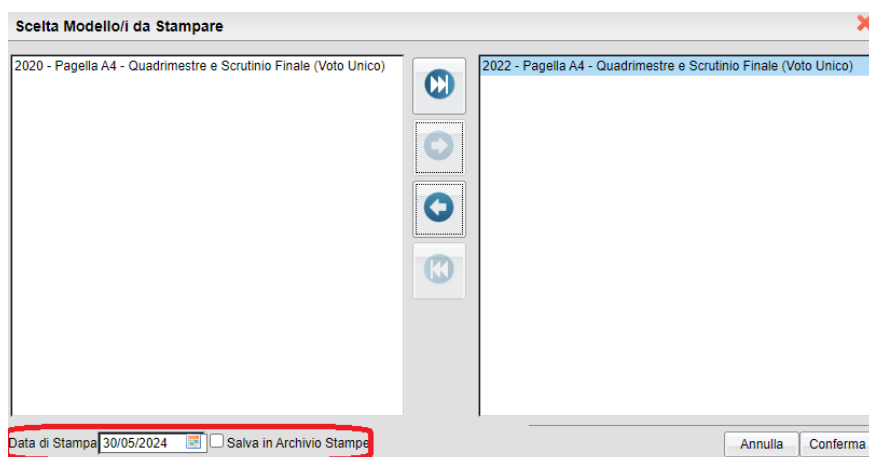 Scelta Modello/i da Stampare
2020 - Pagella A4 - Quadrimestre e Scrutinio Finale (Voto Unico)
2022 - Pagella A4 - Quadrimestre e Scrutinio Finale (Voto Unico)
Data di Stampa 30/05/2024 Salva in Archivio Stampe
Annulla Conferma